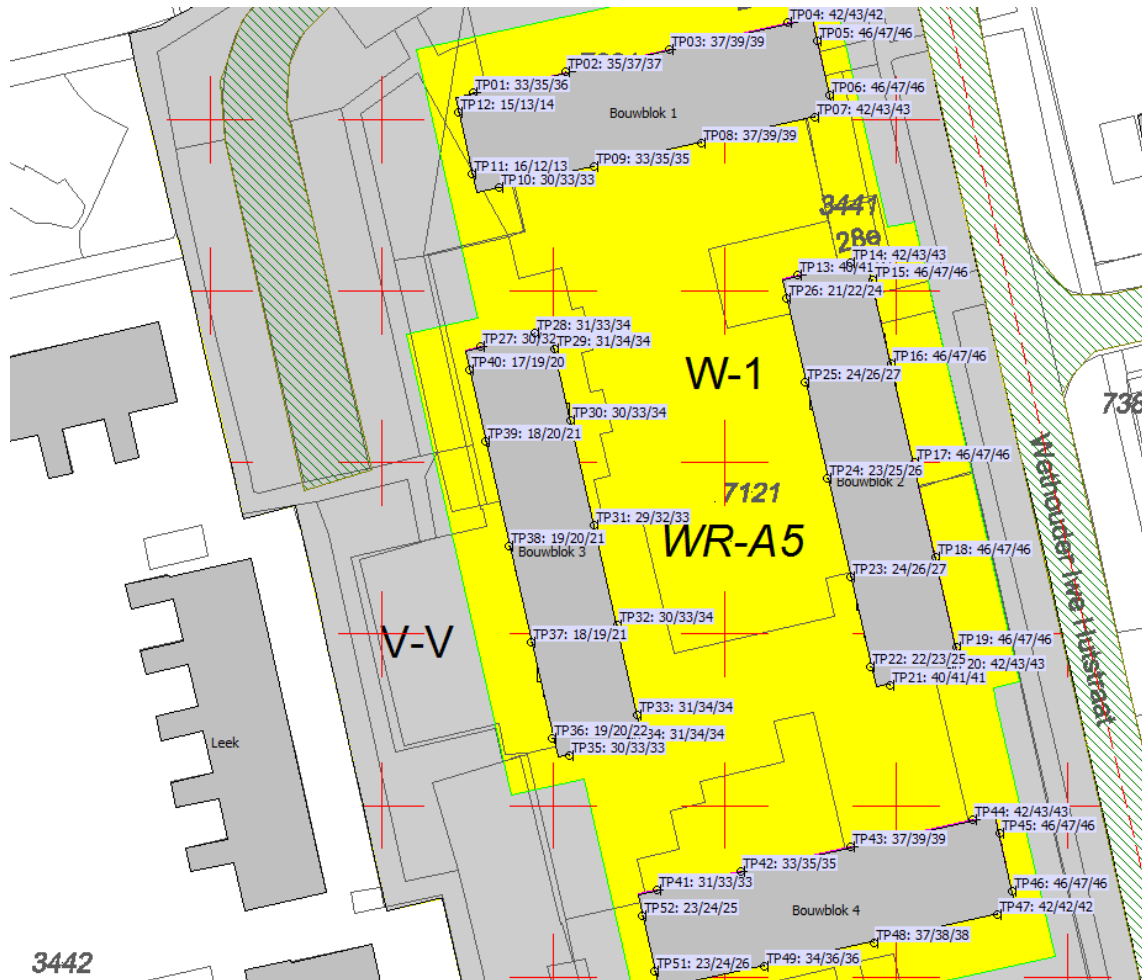 TP04: 42/43/42
TP05: 46/47/46
TP03: 37/39/39
TP02: 35/37/37
TP01: 33/35/36
TP06: 46/47/46
TP12: 15/13/14
Bouwblok 1
TP07: 42/43/43
TP08: 37/39/39
TP09: 33/35/35
TP11: 16/12/13
TP10: 30/33/33
3441
289
TP14: 42/43/43
TP13: 40/41
TP15: 46/47/46
TP26: 21/22/24
TP28: 31/33/34
TP27: 30/32
TP29: 31/34/34
TP16: 46/47/46
TP40: 17/19/20
W-1
TP25: 24/26/27
738
TP30: 30/33/34
TP39: 18/20/21
TP17: 46/47/46
TP24: 23/25/26
Bouwblok 2
7121
Wethouder Iwe Hutstraat
TP31: 29/32/33
WR-A5
TP38: 19/20/21
Bouwblok 3
TP18: 46/47/46
TP23: 24/26/27
TP32: 30/33/34
V-V
TP37: 18/19/21
TP19: 46/47/46
TP22: 22/23/25
20: 42/43/43
TP21: 40/41/41
TP33: 31/34/34
Leek
TP36: 19/20/22
34: 31/34/34
TP35: 30/33/33
TP44: 42/43/43
TP45: 46/47/46
TP43: 37/39/39
TP42: 33/35/35
TP41: 31/33/33
TP46: 46/47/46
TP52: 23/24/25
Bouwblok 4
TP47: 42/42/42
TP48: 37/38/38
3442
TP51: 23/24/26
TP49: 34/36/36